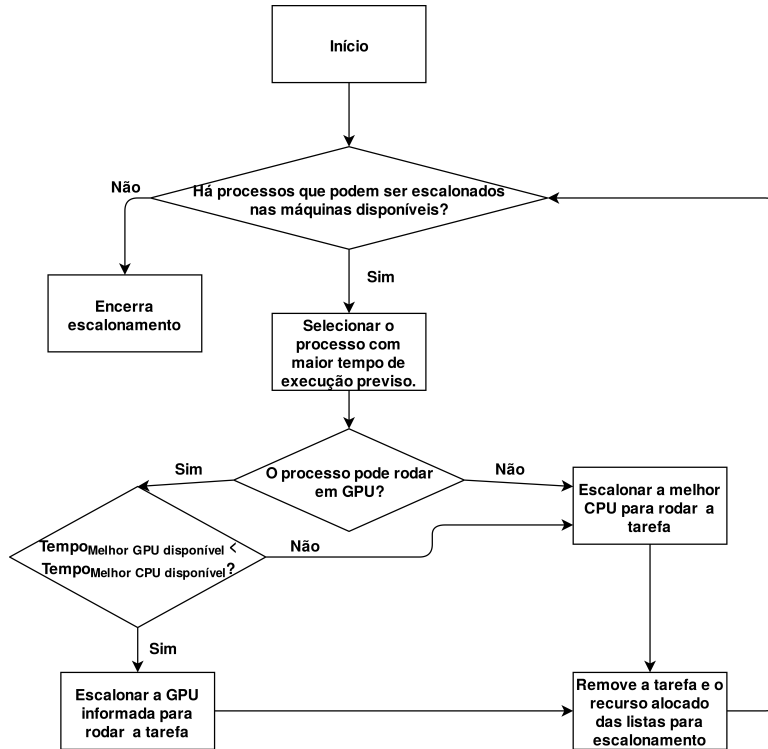 Início
Há processos que podem ser escalonados
nas máquinas disponíveis?
Não
Sim
Encerra
escalonamento
Selecionar o
processo com
maior tempo de
execução previso.
O processo pode rodar
em GPU?
Sim
Não
Escalonar a melhor
CPU para rodar a
tarefa
TempoMelhor GPU disponível <
TempoMelhor CPU disponível?
Não
Sim
Escalonar a GPU
informada para
rodar a tarefa
Remove a tarefa e o
recurso alocado
das listas para
escalonamento